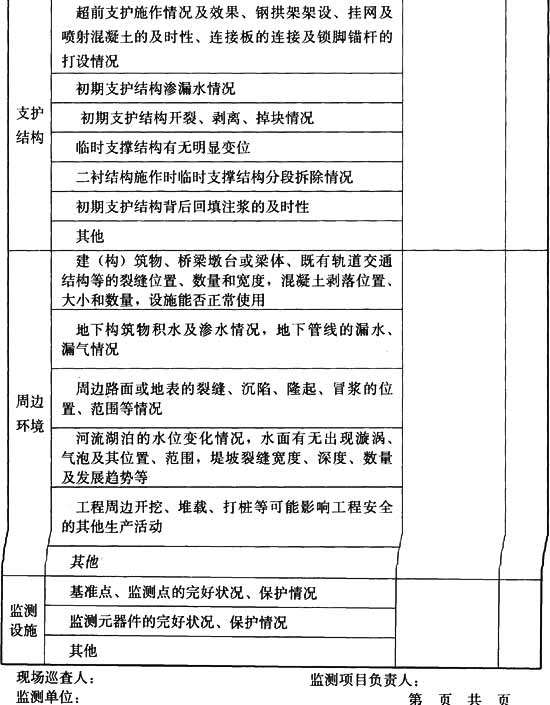 超前支护施作情况及效果、钢拱架架设、挂网及
喷射混凝土的及时性、连接板的连接及锁脚锚杆的
打设情况
初期支护结构渗漏水情况
支护
结构
初期支护结构开裂、剥离、掉块情况
临时支撑结构有无明显变位
二衬结构施作时临时支撑结构分段拆除情况
初期支护结构背后回填注浆的及时性
其他
建（构）筑物、桥梁墩台或梁体、既有轨道交通
结构等的裂缝位置、数量和宽度，混凝土剥落位置、
大小和数量，设施能否正常使用
地下构筑物积水及渗水情况，地下管线的漏水、
漏气情况
周边
环境
周边路面或地表的裂缝、沉陷、隆起、冒浆的位
置、范围等情况
河流湖泊的水位变化情况，水面有无出现漩涡、
气泡及其位置、范围，堤坡裂缝宽度、深度、数量
及发展趋势等
工程周边开挖、堆载、打桩等可能影响工程安全
的其他生产活动
其他
监测
设施
基准点、监测点的完好状况、保护情况
监测元器件的完好状况、保护情况
其他
现场巡查人：
监测项目负责人：
监测单位：
第 页 共 页